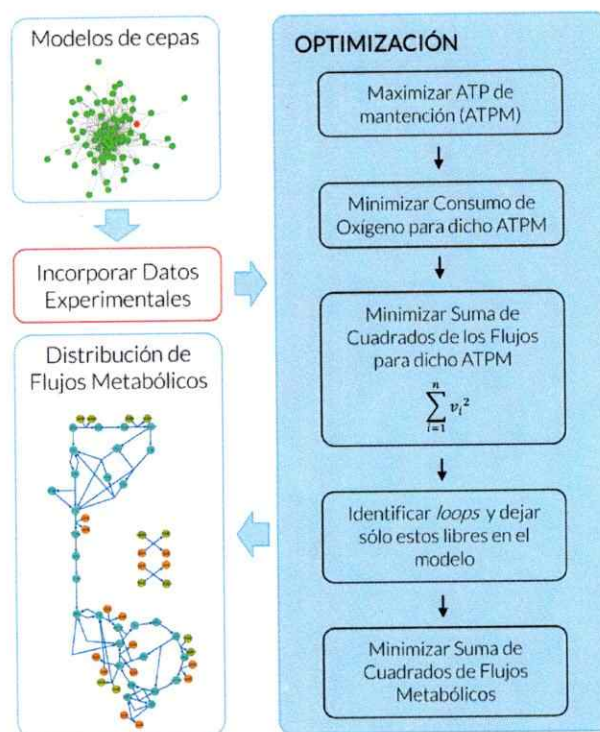 Modelos de cepas
Incorporar Datos
Experimentales
Distribución de
Flujos Metabólicos
OPTIMIZACIÓN
Maximizar ATP de
mantención (ATPM)
Minimizar Consumo de
Oxígeno para dicho ATPM
Minimizar Suma de
Cuadrados de los Flujos
para dicho ATPM
n
∑ vᵢ²
i=1
Identificar loops y dejar
sólo estos libres en el
modelo
Minimizar Suma de
Cuadrados de Flujos
Metabólicos